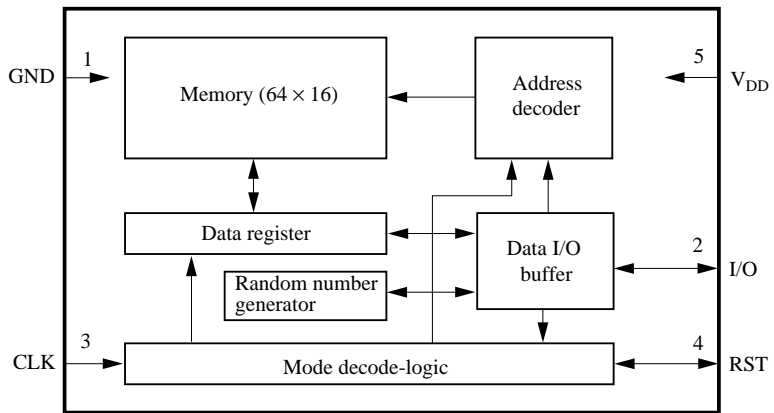 1
GND
Memory (64 × 16)
Address
decoder
5
V_DD
Data register
Data I/O
buffer
2
I/O
Random number
generator
3
CLK
Mode decode-logic
4
RST